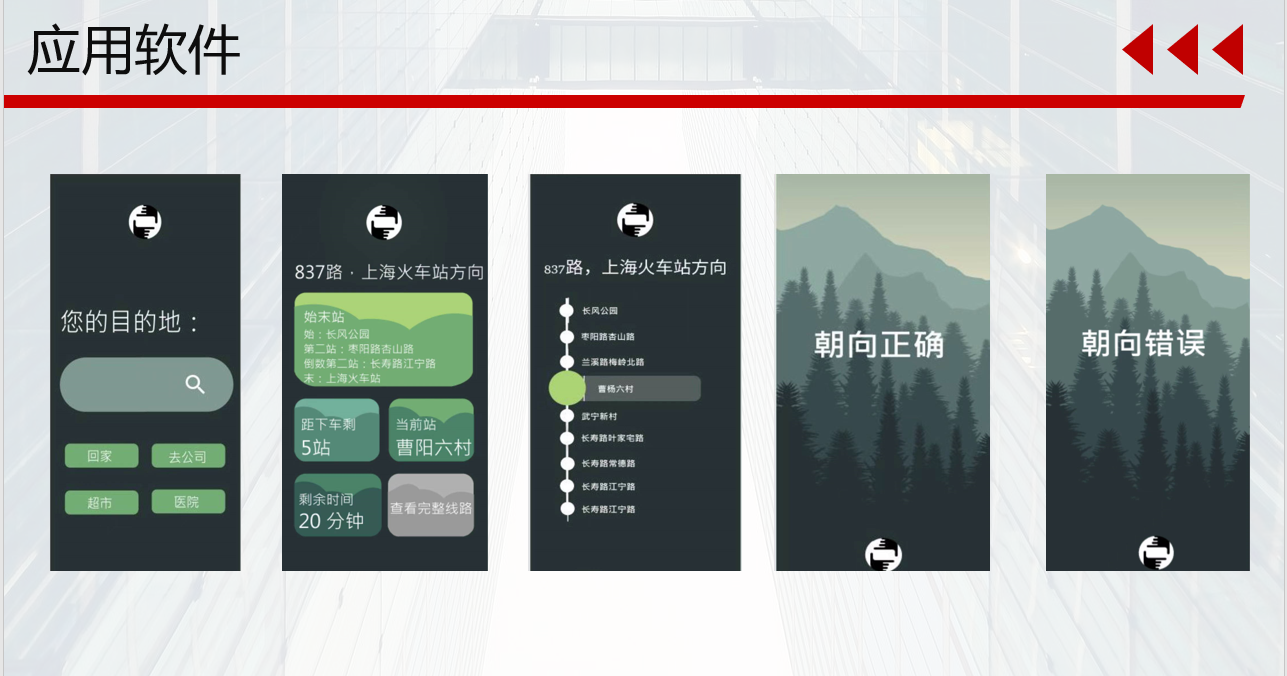 应用软件
您的目的地：
回家
去公司
超市
医院
837路·上海火车站方向
始末站
始：长风公园
第二站：枣阳路杏山路
倒数第二站：长寿路江宁路
末：上海火车站
距下车剩
5站
当前站
曹阳六村
剩余时间
20 分钟
查看完整线路
837路，上海火车站方向
长风公园
枣阳路杏山路
兰溪路梅岭北路
曹杨六村
武宁新村
长寿路叶家宅路
长寿路常德路
长寿路江宁路
长寿路江宁路
朝向正确
朝向错误